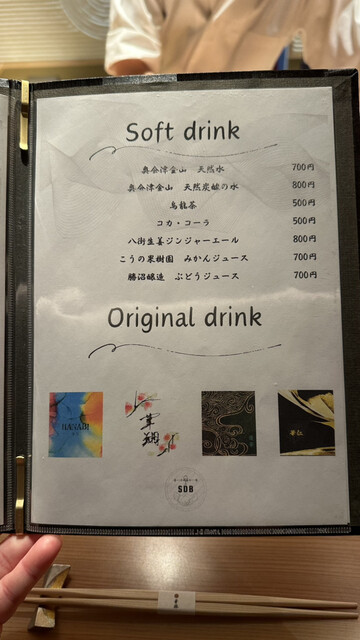 Soft drink
奥会津金山 天然水 700円
奥会津金山 天然炭酸の水 800円
烏龍茶 500円
コカ・コーラ 500円
八街生姜ジンジャーエール 800円
こうの果樹園 みかんジュース 700円
勝沼醸造 ぶどうジュース 700円
Original drink
HANABI
SDB